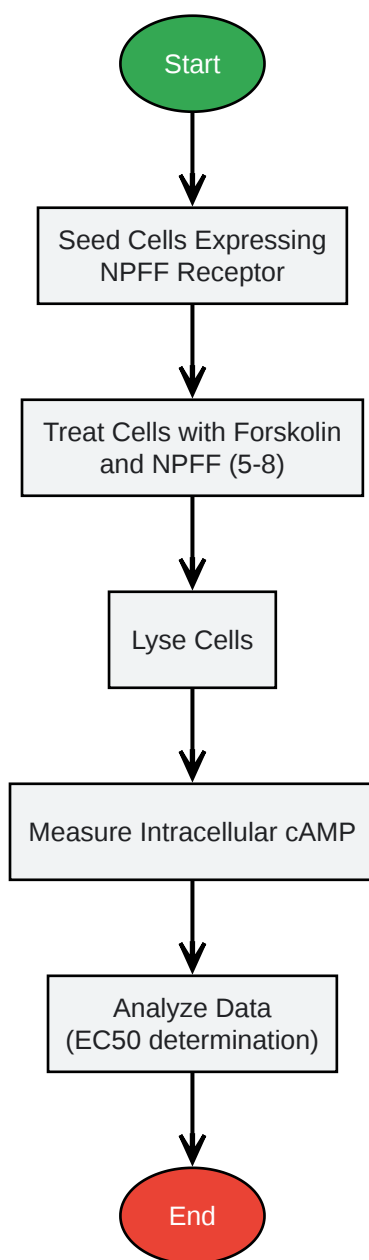 Start
Seed Cells Expressing
NPFF Receptor
Treat Cells with Forskolin
and NPFF (5-8)
Lyse Cells
Measure Intracellular cAMP
Analyze Data
(EC50 determination)
End